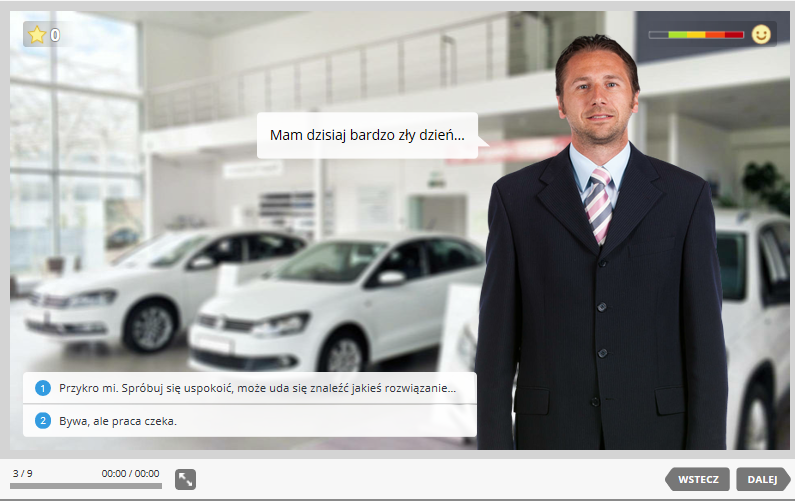 0
Mam dzisiaj bardzo zły dzień...
1 Przykro mi. Spróbuj się uspokoić, może uda się znaleźć jakieś rozwiązanie...
2 Bywa, ale praca czeka.
3 / 9
00:00 / 00:00
WSTECZ
DALEJ